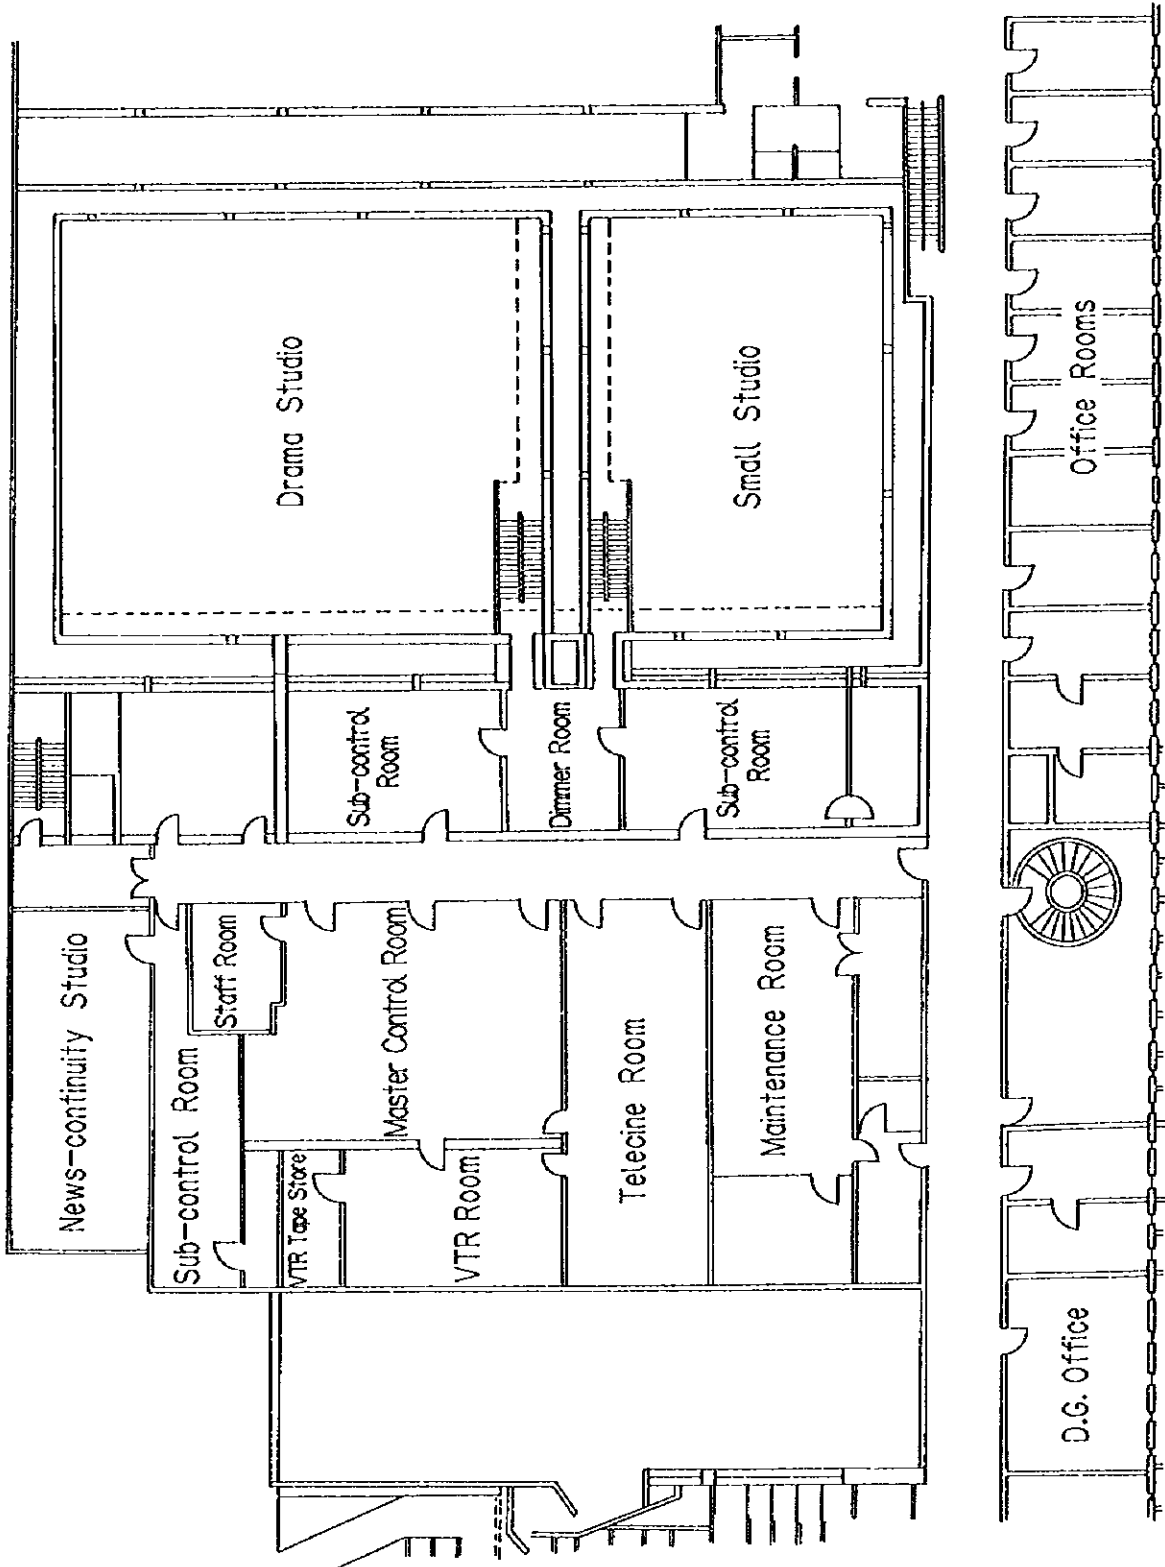 News-continuity Studio
Sub-control Room
Staff Room
VTR Tape Store
Master Control Room
VTR Room
Telecine Room
Maintenance Room
Drama Studio
Sub-control
Room
Dimmer Room
Sub-control
Room
Small Studio
D.G. Office
Office Rooms